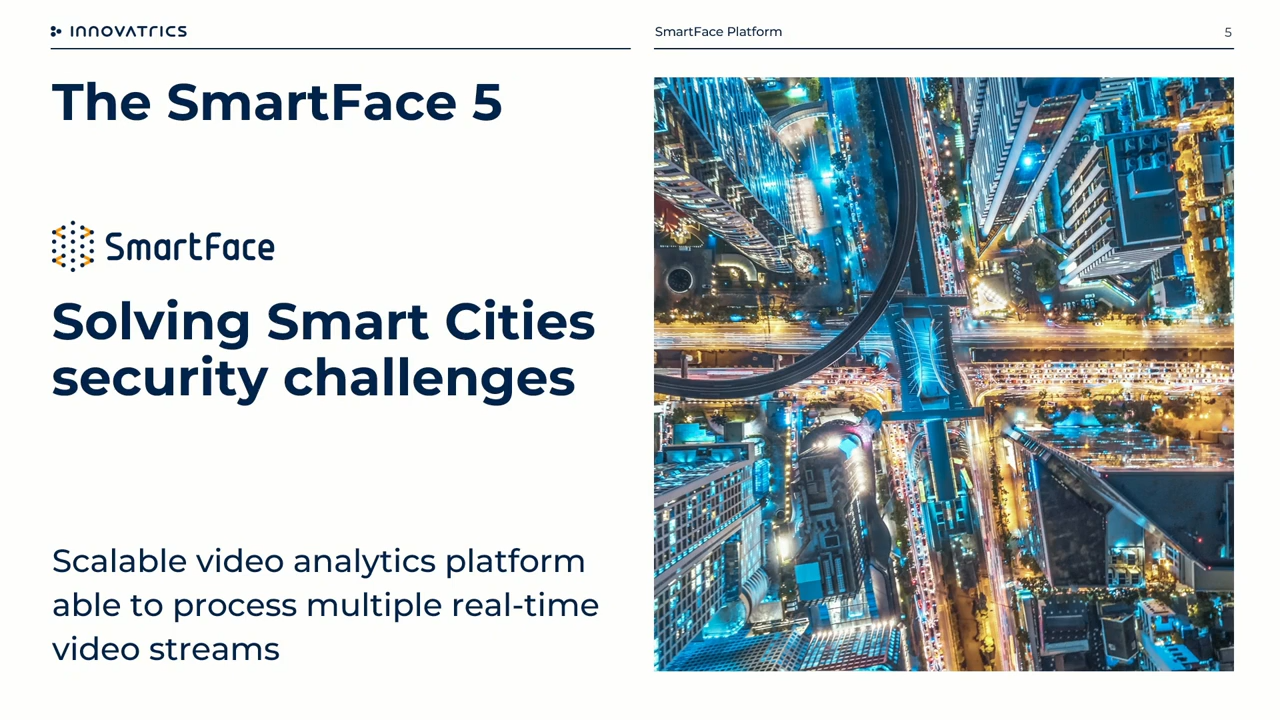 INNOVATRICS
SmartFace Platform
5
The SmartFace 5
SmartFace
Solving Smart Cities
security challenges
Scalable video analytics platform
able to process multiple real-time
video streams